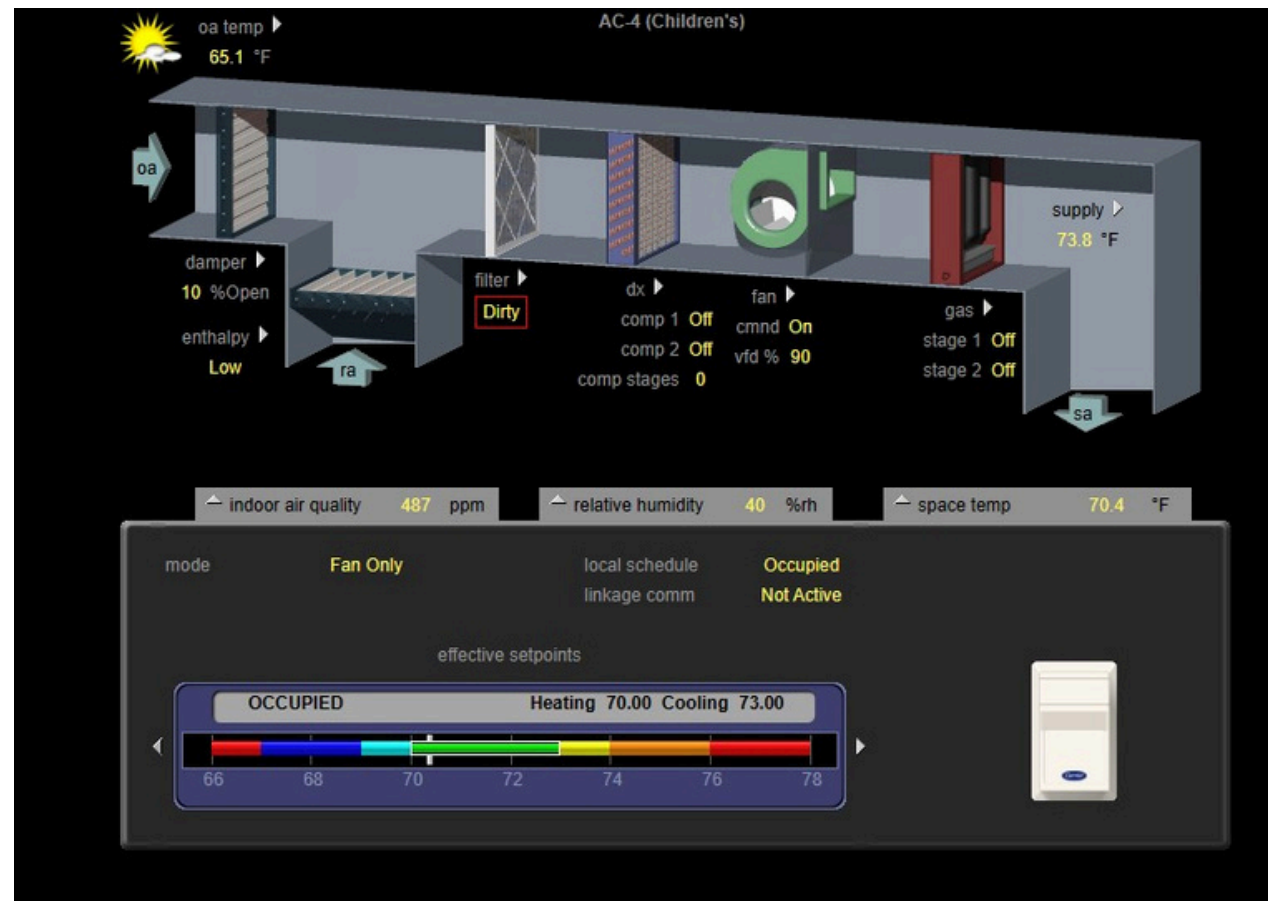 AC-4 (Children's)
oa temp
65.1 °F
oa
supply
73.8 °F
damper
10 %Open
enthalpy
Low
ra
filter
Dirty
dx
comp 1 Off
comp 2 Off
comp stages 0
fan
cmnd On
vfd % 90
gas
stage 1 Off
stage 2 Off
sa
indoor air quality 487 ppm
relative humidity 40 %rh
space temp 70.4 °F
mode Fan Only
local schedule Occupied
linkage comm Not Active
effective setpoints
OCCUPIED Heating 70.00 Cooling 73.00
66 68 70 72 74 76 78